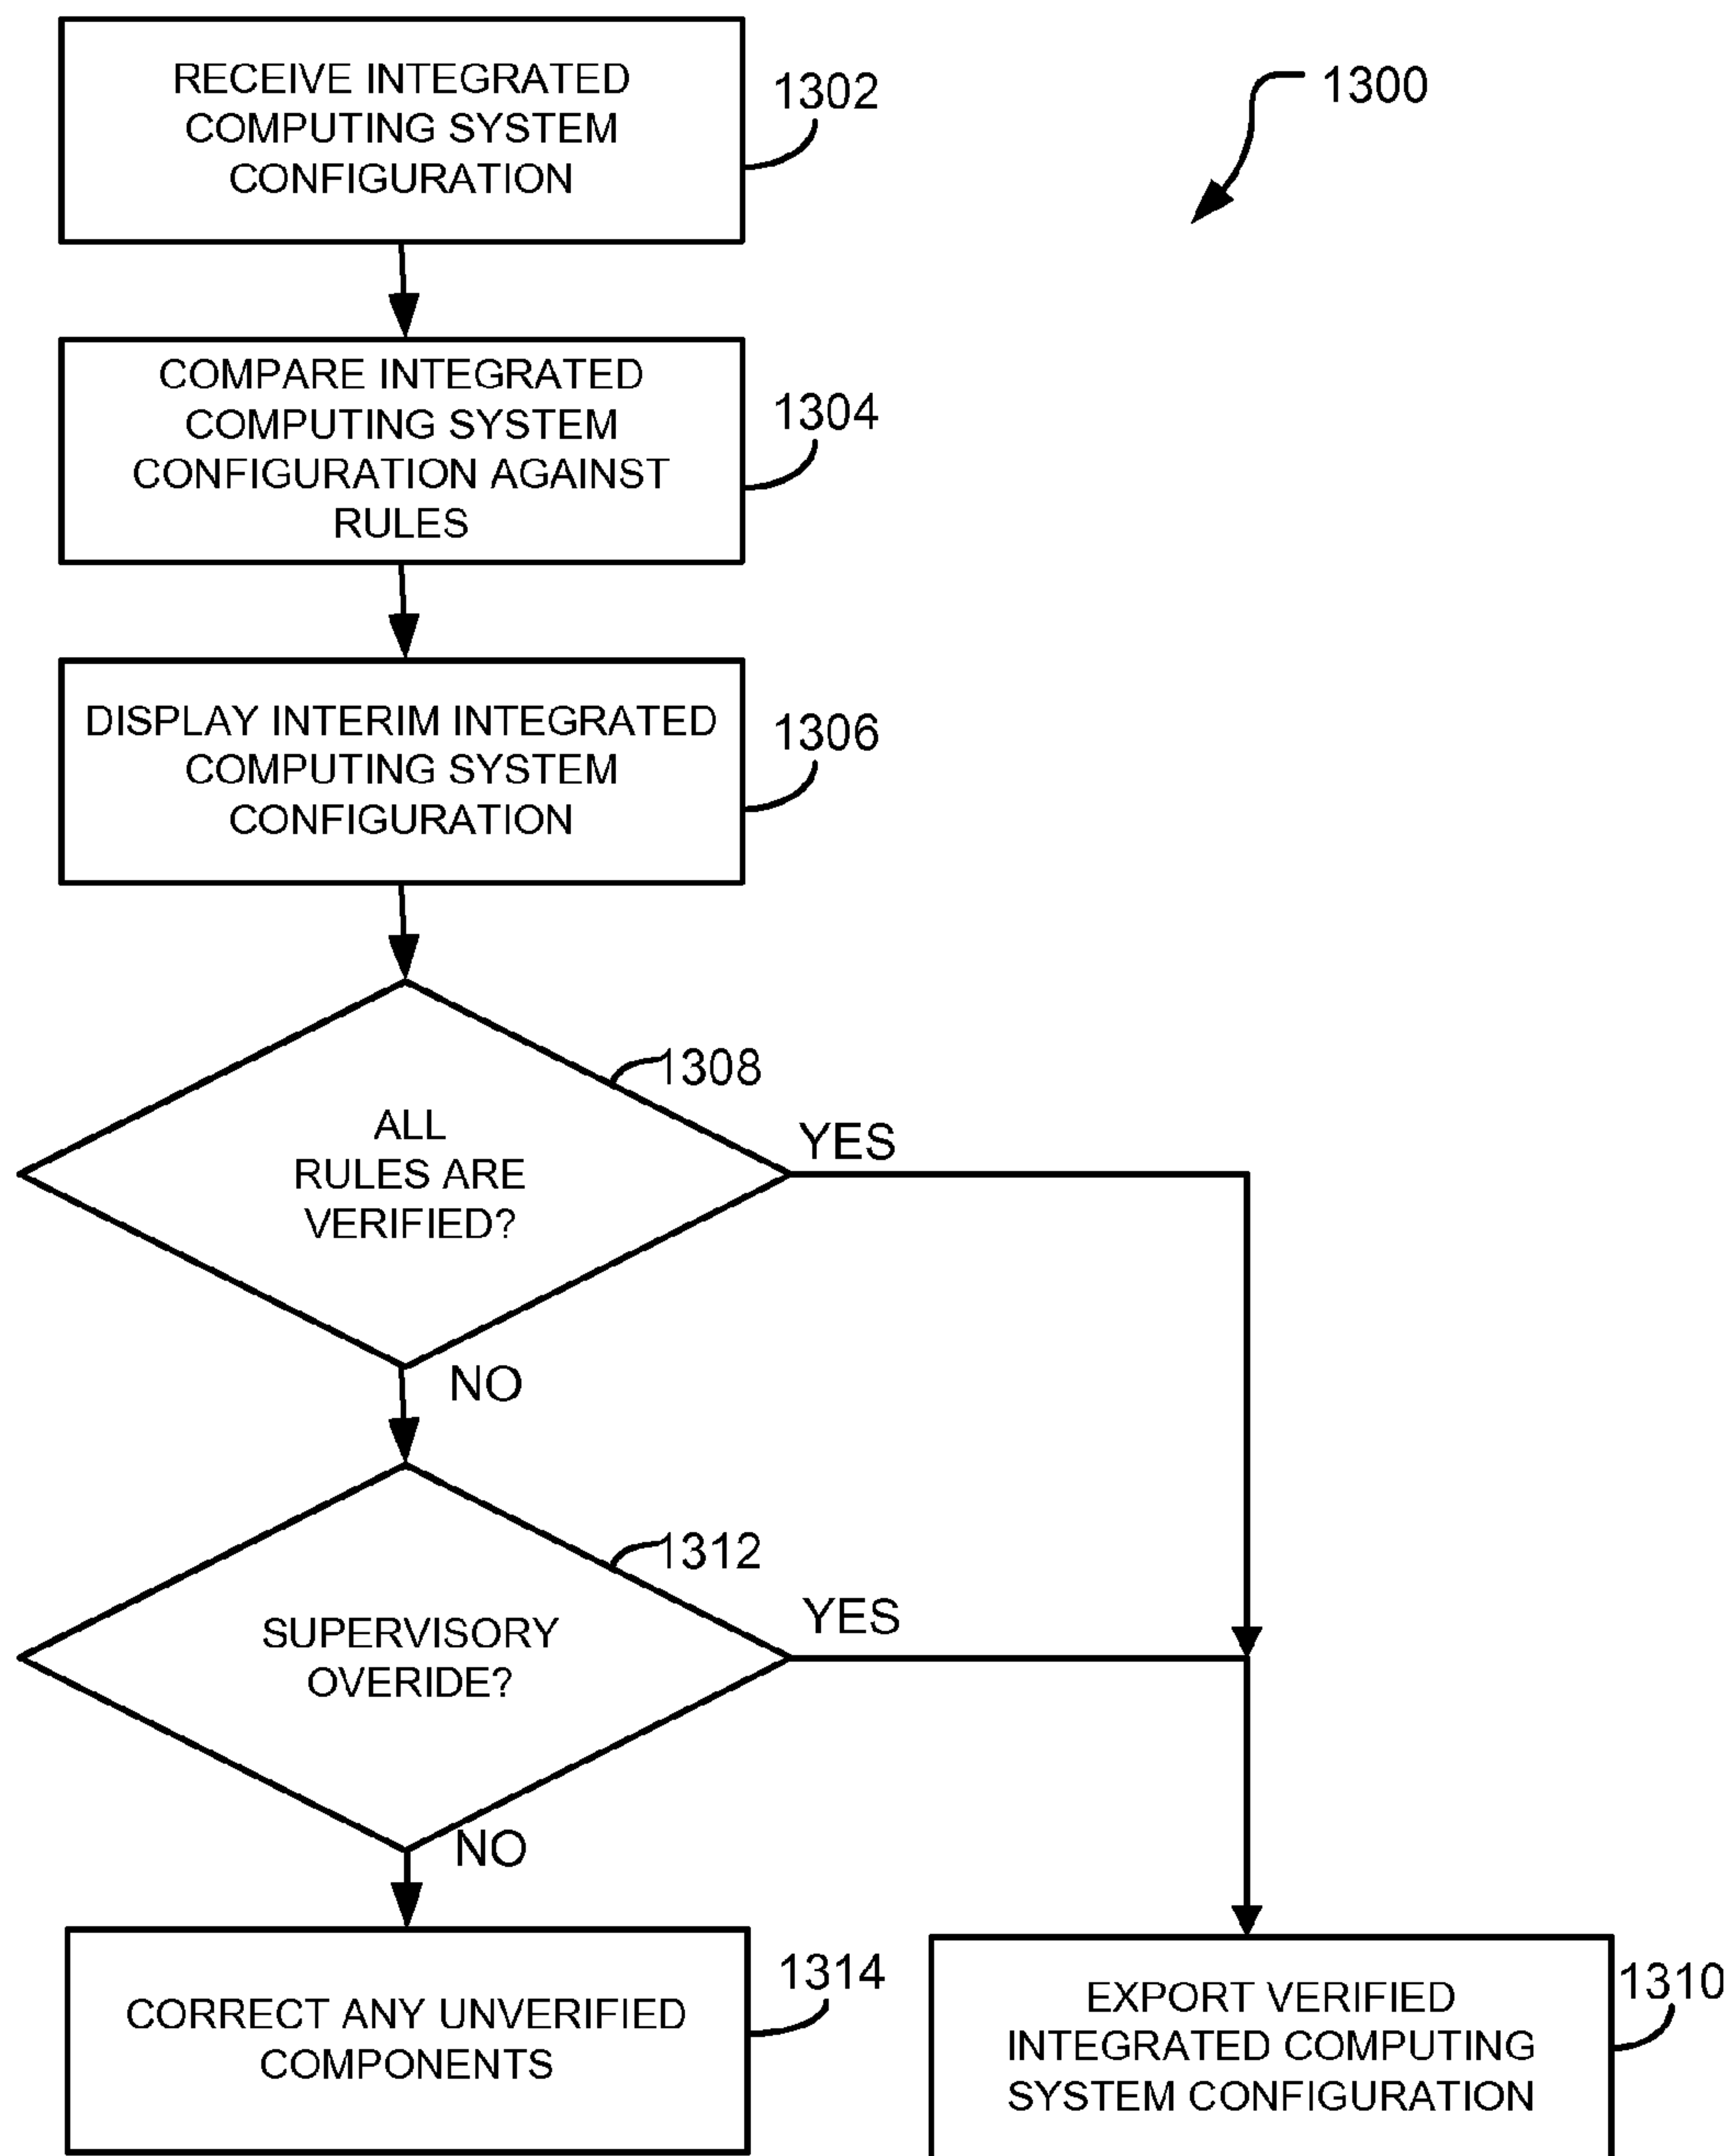 RECEIVE INTEGRATED
COMPUTING SYSTEM
CONFIGURATION
1302
1300
COMPARE INTEGRATED
COMPUTING SYSTEM
CONFIGURATION AGAINST
RULES
1304
DISPLAY INTERIM INTEGRATED
COMPUTING SYSTEM
CONFIGURATION
1306
1308
ALL
RULES ARE
VERIFIED?
YES
NO
1312
SUPERVISORY
OVERIDE?
YES
NO
CORRECT ANY UNVERIFIED
COMPONENTS
1314
EXPORT VERIFIED
INTEGRATED COMPUTING
SYSTEM CONFIGURATION
1310